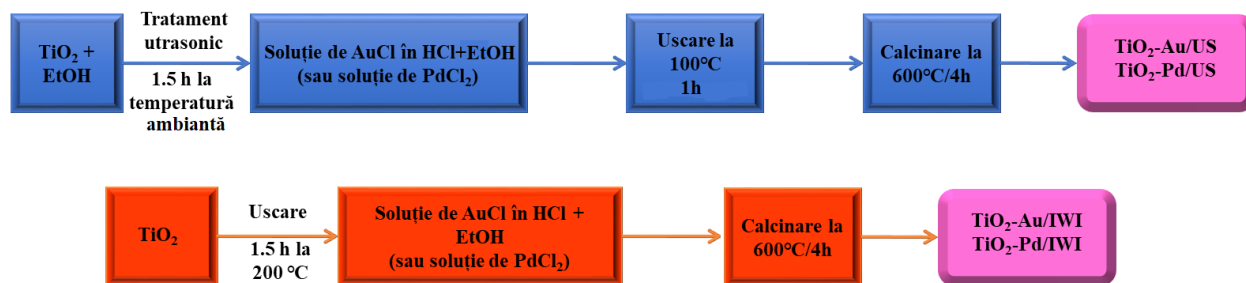 TiO₂ +
EtOH
Tratament
utrasonic
1.5 h la
temperatură
ambiantă
Soluție de AuCl în HCl+EtOH
(sau soluție de PdCl₂)
Uscare la
100°C
1h
Calcinare la
600°C/4h
TiO₂-Au/US
TiO₂-Pd/US
TiO₂
Uscare
1.5 h la
200 °C
Soluție de AuCl în HCl +
EtOH
(sau soluție de PdCl₂)
Calcinare la
600°C/4h
TiO₂-Au/IWI
TiO₂-Pd/IWI